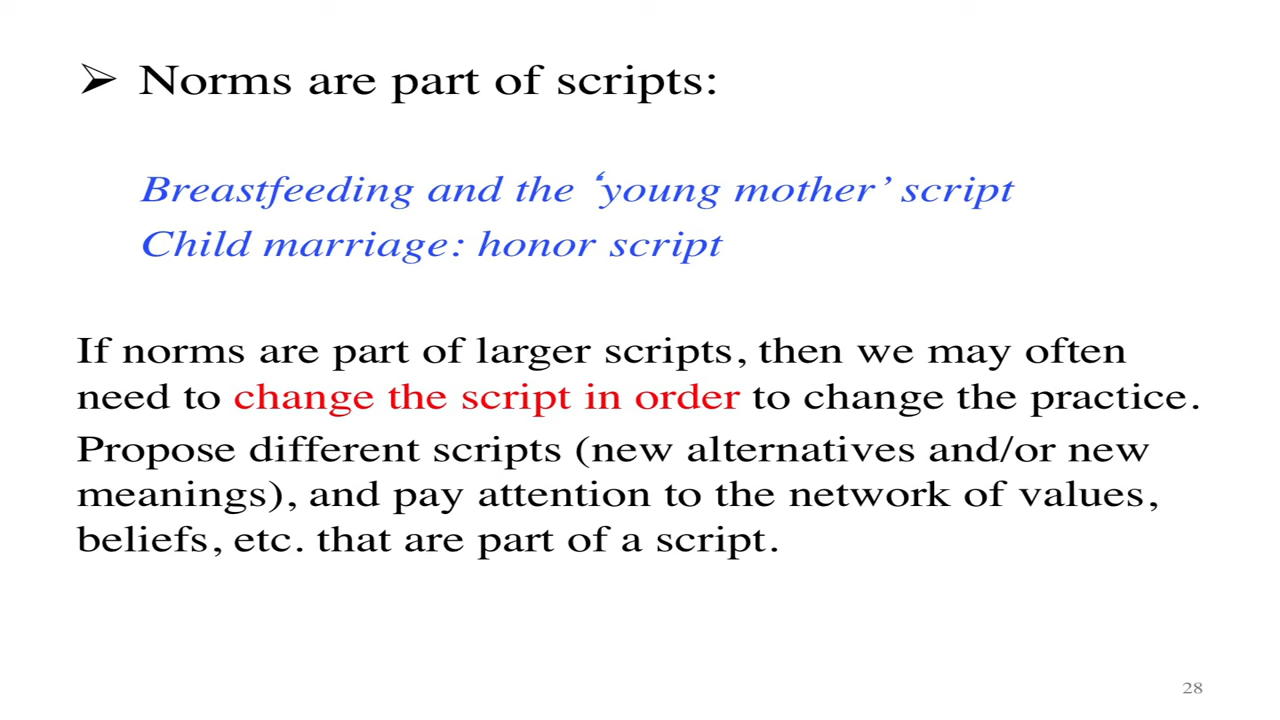 ➢ Norms are part of scripts:
Breastfeeding and the ‘young mother’ script
Child marriage: honor script
If norms are part of larger scripts, then we may often
need to change the script in order to change the practice.
Propose different scripts (new alternatives and/or new
meanings), and pay attention to the network of values,
beliefs, etc. that are part of a script.
28